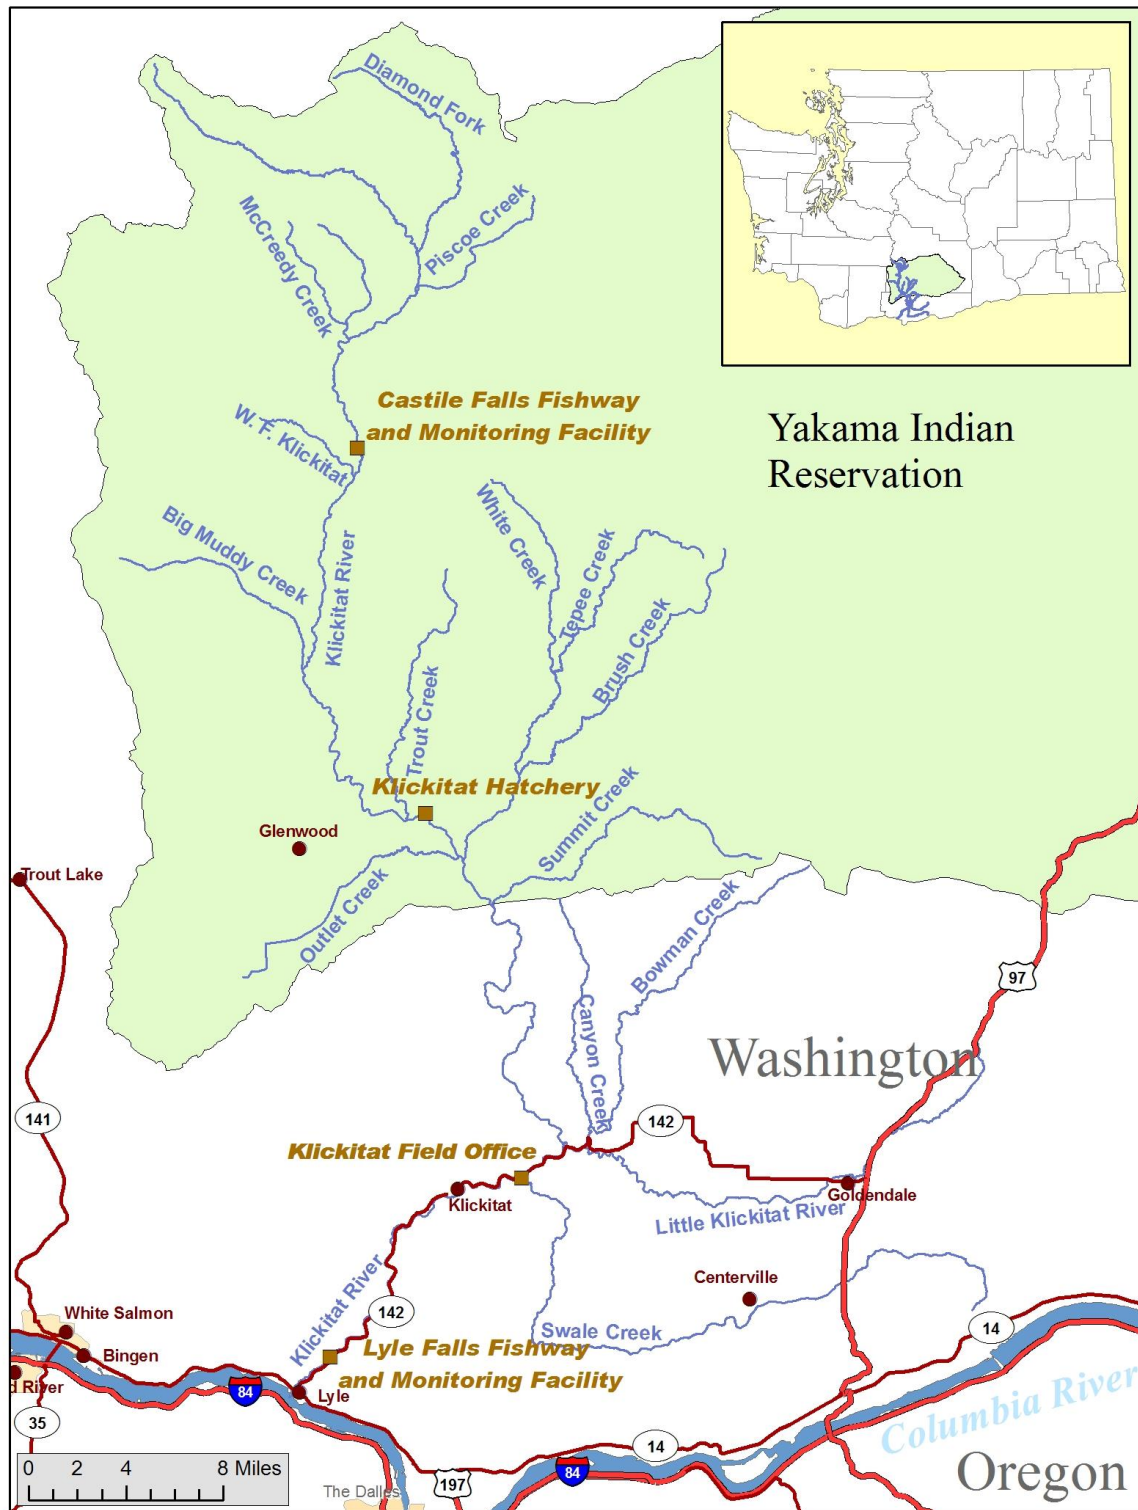 Diamond Fork
McCreedy Creek
Piscoe Creek
Castile Falls Fishway
and Monitoring Facility
Yakama Indian
Reservation
W. F. Klickitat
White Creek
Big Muddy Creek
Klickitat River
Tepee Creek
Brush Creek
Trout Creek
Klickitat Hatchery
Summit Creek
Glenwood
Trout Lake
Outlet Creek
Bowman Creek
97
Canyon Creek
Washington
141
142
Klickitat Field Office
Klickitat
Goldendale
Little Klickitat River
Klickitat River
Centerville
142
White Salmon
Swale Creek
14
Bingen
Lyle Falls Fishway
and Monitoring Facility
d River
84
Lyle
Columbia River
35
14
0 2 4 8 Miles
197
84
Oregon
The Dalles